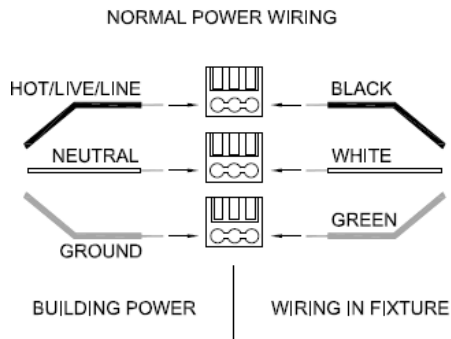 NORMAL POWER WIRING
HOT/LIVE/LINE
BLACK
NEUTRAL
WHITE
GROUND
GREEN
BUILDING POWER
WIRING IN FIXTURE